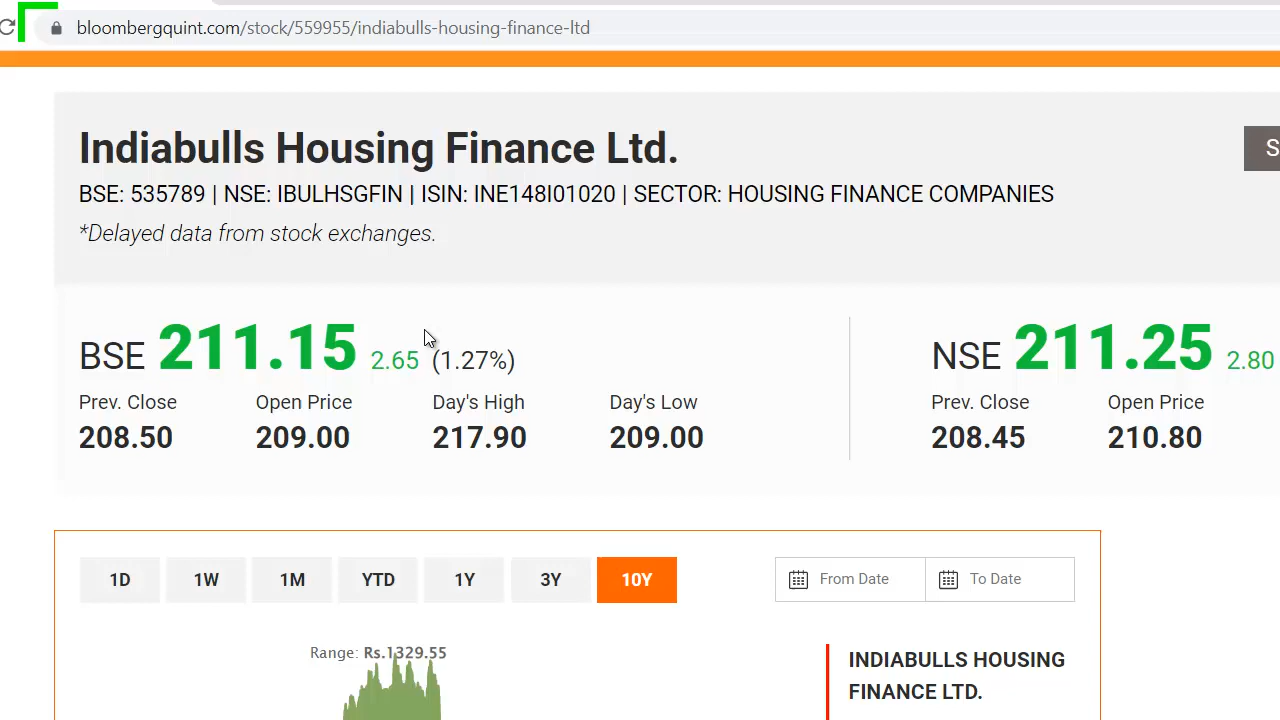 bloombergquint.com/stock/559955/indiabulls-housing-finance-ltd
Indiabulls Housing Finance Ltd.
BSE: 535789 | NSE: IBULHSGFIN | ISIN: INE148I01020 | SECTOR: HOUSING FINANCE COMPANIES
*Delayed data from stock exchanges.
S
BSE 211.15 2.65 (1.27%)
Prev. Close Open Price Day's High Day's Low
208.50 209.00 217.90 209.00
NSE 211.25 2.80
Prev. Close Open Price
208.45 210.80
1D 1W 1M YTD 1Y 3Y 10Y
From Date To Date
Range: Rs.1329.55
INDIABULLS HOUSING
FINANCE LTD.